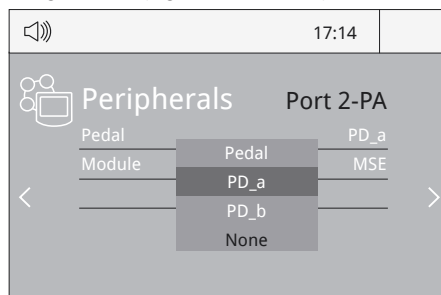 17:14
Peripherals Port 2-PA
Pedal PD_a
Module MSE
Pedal
PD_a
PD_b
None